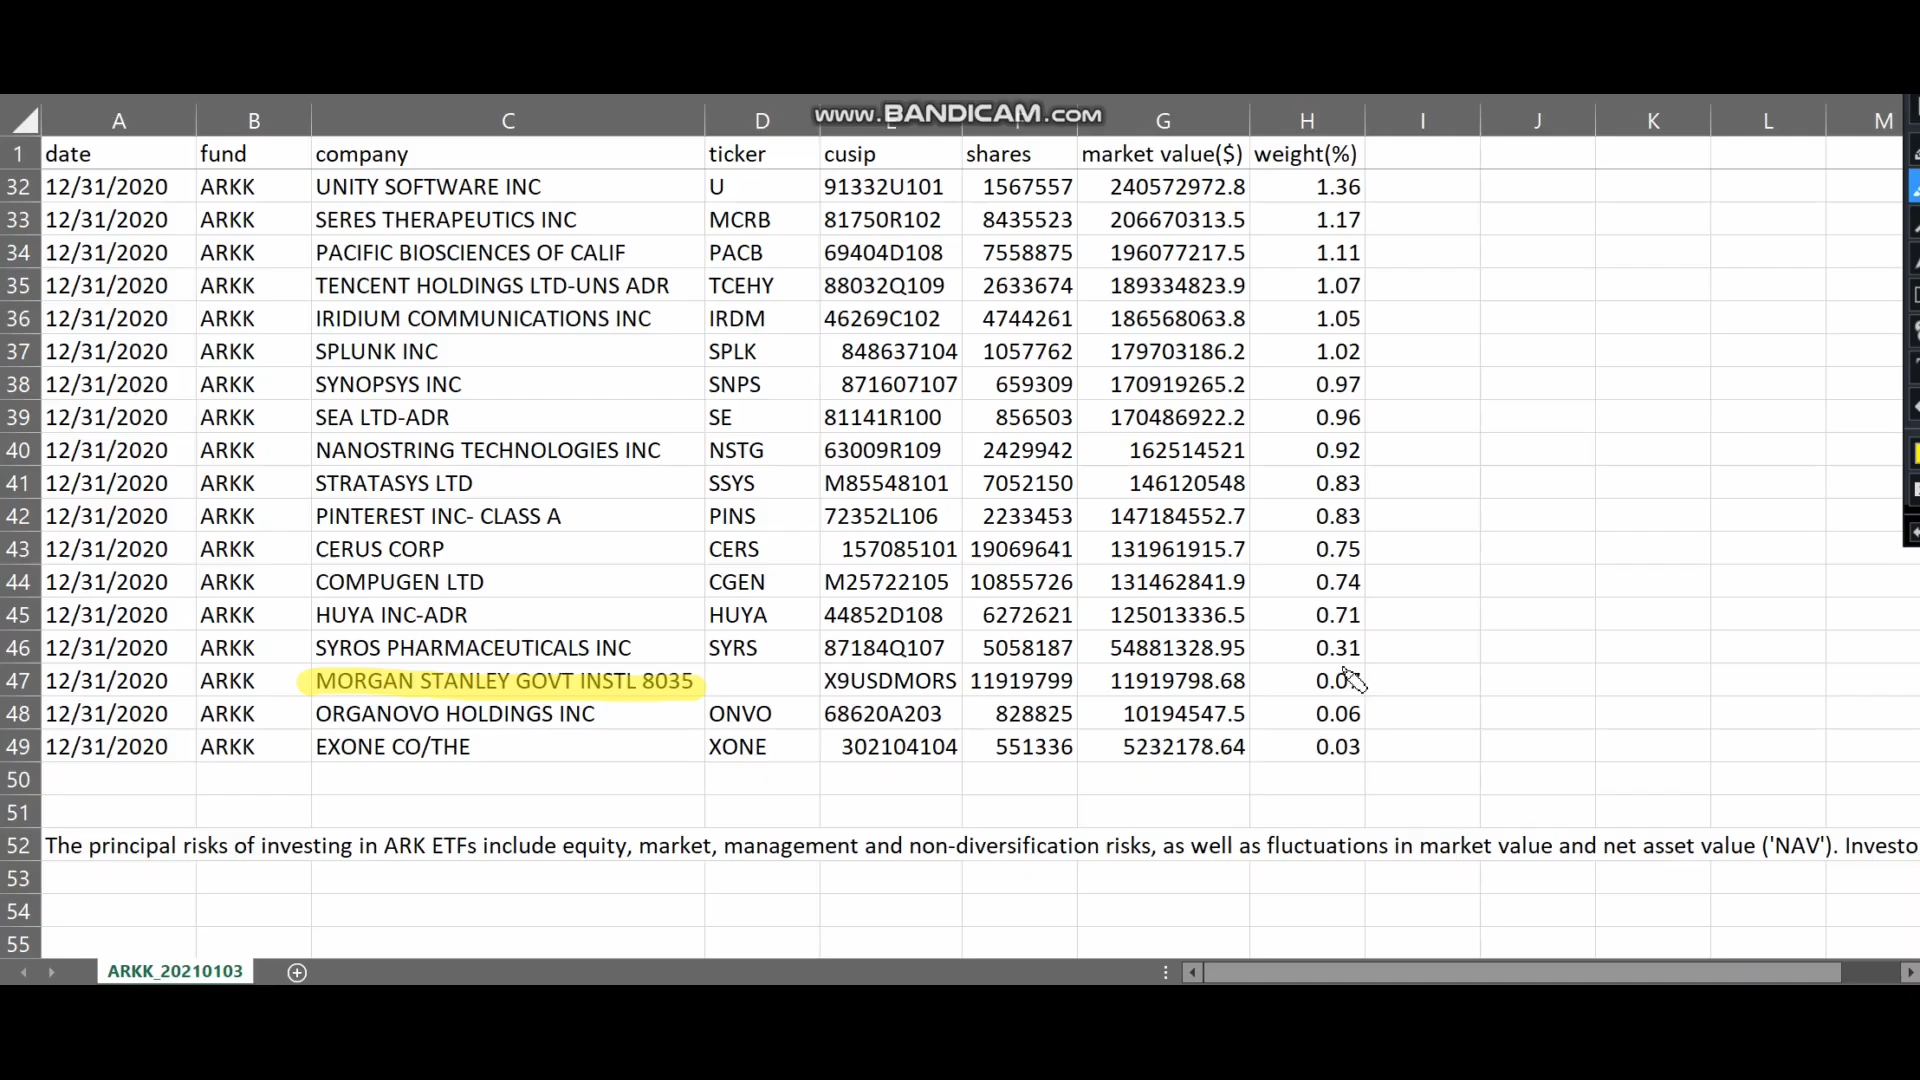 www.BANDICAM.com
A B C D G H I J K L M
1 date fund company ticker cusip shares market value($) weight(%)
32 12/31/2020 ARKK UNITY SOFTWARE INC U 91332U101 1567557 240572972.8 1.36
33 12/31/2020 ARKK SERES THERAPEUTICS INC MCRB 81750R102 8435523 206670313.5 1.17
34 12/31/2020 ARKK PACIFIC BIOSCIENCES OF CALIF PACB 69404D108 7558875 196077217.5 1.11
35 12/31/2020 ARKK TENCENT HOLDINGS LTD-UNS ADR TCEHY 88032Q109 2633674 189334823.9 1.07
36 12/31/2020 ARKK IRIDIUM COMMUNICATIONS INC IRDM 46269C102 4744261 186568063.8 1.05
37 12/31/2020 ARKK SPLUNK INC SPLK 848637104 1057762 179703186.2 1.02
38 12/31/2020 ARKK SYNOPSYS INC SNPS 871607107 659309 170919265.2 0.97
39 12/31/2020 ARKK SEA LTD-ADR SE 81141R100 856503 170486922.2 0.96
40 12/31/2020 ARKK NANOSTRING TECHNOLOGIES INC NSTG 63009R109 2429942 162514521 0.92
41 12/31/2020 ARKK STRATASYS LTD SSYS M85548101 7052150 146120548 0.83
42 12/31/2020 ARKK PINTEREST INC- CLASS A PINS 72352L106 2233453 147184552.7 0.83
43 12/31/2020 ARKK CERUS CORP CERS 157085101 19069641 131961915.7 0.75
44 12/31/2020 ARKK COMPUGEN LTD CGEN M25722105 10855726 131462841.9 0.74
45 12/31/2020 ARKK HUYA INC-ADR HUYA 44852D108 6272621 125013336.5 0.71
46 12/31/2020 ARKK SYROS PHARMACEUTICALS INC SYRS 87184Q107 5058187 54881328.95 0.31
47 12/31/2020 ARKK MORGAN STANLEY GOVT INSTL 8035 X9USDMORS 11919799 11919798.68
48 12/31/2020 ARKK ORGANOVO HOLDINGS INC ONVO 68620A203 828825 10194547.5 0.06
49 12/31/2020 ARKK EXONE CO/THE XONE 302104104 551336 5232178.64 0.03
50
51
52 The principal risks of investing in ARK ETFs include equity, market, management and non-diversification risks, as well as fluctuations in market value and net asset value ('NAV'). Investo
53
54
55
ARKK_20210103